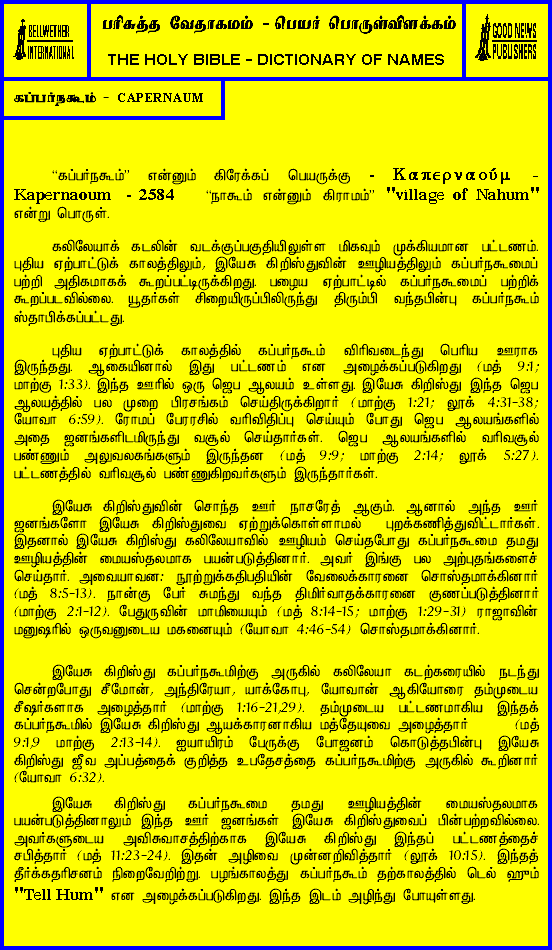 BELLWETHER
INTERNATIONAL
பரிசுத்த வேதாகமம் - பெயர் பொருள்விளக்கம்
THE HOLY BIBLE - DICTIONARY OF NAMES
GOOD NEWS
PUBLISHERS
கப்பர்நகூம் - CAPERNAUM
“கப்பர்நகூம்” என்னும் கிரேக்கப் பெயருக்கு - Καπερναούμ -
Kapernaoum - 2584 “நாகூம் என்னும் கிராமம்” "village of Nahum"
என்று பொருள்.
கலிலேயாக் கடலின் வடக்குப்பகுதியிலுள்ள மிகவும் முக்கியமான பட்டணம்.
புதிய ஏற்பாட்டுக் காலத்திலும், இயேசு கிறிஸ்துவின் ஊழியத்திலும் கப்பர்நகூமைப்
பற்றி அதிகமாகக் கூறப்பட்டிருக்கிறது. பழைய ஏற்பாட்டில் கப்பர்நகூமைப் பற்றிக்
கூறப்படவில்லை. யூதர்கள் சிறையிருப்பிலிருந்து திரும்பி வந்தபின்பு கப்பர்நகூம்
ஸ்தாபிக்கப்பட்டது.
புதிய ஏற்பாட்டுக் காலத்தில் கப்பர்நகூம் விரிவடைந்து பெரிய ஊராக
இருந்தது. ஆகையினால் இது பட்டணம் என அழைக்கப்படுகிறது (மத் 9:1;
மாற்கு 1:33). இந்த ஊரில் ஒரு ஜெப ஆலயம் உள்ளது. இயேசு கிறிஸ்து இந்த ஜெப
ஆலயத்தில் பல முறை பிரசங்கம் செய்திருக்கிறார் (மாற்கு 1:21; லூக் 4:31-38;
யோவா 6:59). ரோமப் பேரரசில் வரிவிதிப்பு செய்யும் போது ஜெப ஆலயங்களில்
அதை ஜனங்களிடமிருந்து வசூல் செய்தார்கள். ஜெப ஆலயங்களில் வரிவசூல்
பண்ணும் அலுவலகங்களும் இருந்தன (மத் 9:9; மாற்கு 2:14; லூக் 5:27).
பட்டணத்தில் வரிவசூல் பண்ணுகிறவர்களும் இருந்தார்கள்.
இயேசு கிறிஸ்துவின் சொந்த ஊர் நாசரேத் ஆகும். ஆனால் அந்த ஊர்
ஜனங்களோ இயேசு கிறிஸ்துவை ஏற்றுக்கொள்ளாமல் புறக்கணித்துவிட்டார்கள்.
இதனால் இயேசு கிறிஸ்து கலிலேயாவில் ஊழியம் செய்தபோது கப்பர்நகூமை தமது
ஊழியத்தின் மையஸ்தலமாக பயன்படுத்தினார். அவர் இங்கு பல அற்புதங்களைச்
செய்தார். அவையாவன: நூற்றுக்கதிபதியின் வேலைக்காரனை சொஸ்தமாக்கினார்
(மத் 8:5-13). நான்கு பேர் சுமந்து வந்த திமிர்வாதக்காரனை குணப்படுத்தினார்
(மாற்கு 2:1-12). பேதுருவின் மாமியையும் (மத் 8:14-15; மாற்கு 1:29-31) ராஜாவின்
மனுஷரில் ஒருவனுடைய மகனையும் (யோவா 4:46-54) சொஸ்தமாக்கினார்.
இயேசு கிறிஸ்து கப்பர்நகூமிற்கு அருகில் கலிலேயா கடற்கரையில் நடந்து
சென்றபோது சீமோன், அந்திரேயா, யாக்கோபு, யோவான் ஆகியோரை தம்முடைய
சீஷர்களாக அழைத்தார் (மாற்கு 1:16-21,29). தம்முடைய பட்டணமாகிய இந்தக்
கப்பர்நகூமில் இயேசு கிறிஸ்து ஆயக்காரனாகிய மத்தேயுவை அழைத்தார் (மத்
9:1,9 மாற்கு 2:13-14). ஐயாயிரம் பேருக்கு போஜனம் கொடுத்தபின்பு இயேசு
கிறிஸ்து ஜீவ அப்பத்தைக் குறித்த உபதேசத்தை கப்பர்நகூமிற்கு அருகில் கூறினார்
(யோவா 6:32).
இயேசு கிறிஸ்து கப்பர்நகூமை தமது ஊழியத்தின் மையஸ்தலமாக
பயன்படுத்தினாலும் இந்த ஊர் ஜனங்கள் இயேசு கிறிஸ்துவைப் பின்பற்றவில்லை.
அவர்களுடைய அவிசுவாசத்திற்காக இயேசு கிறிஸ்து இந்தப் பட்டணத்தைச்
சபித்தார் (மத் 11:23-24). இதன் அழிவை முன்னறிவித்தார் (லூக் 10:15). இந்தத்
தீர்க்கதரிசனம் நிறைவேறிற்று. பழங்காலத்து கப்பர்நகூம் தற்காலத்தில் டெல் ஹும்
"Tell Hum" என அழைக்கப்படுகிறது. இந்த இடம் அழிந்து போயுள்ளது.